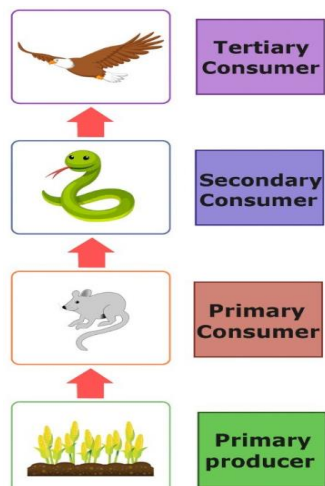 Tertiary
Consumer
Secondary
Consumer
Primary
Consumer
Primary
producer